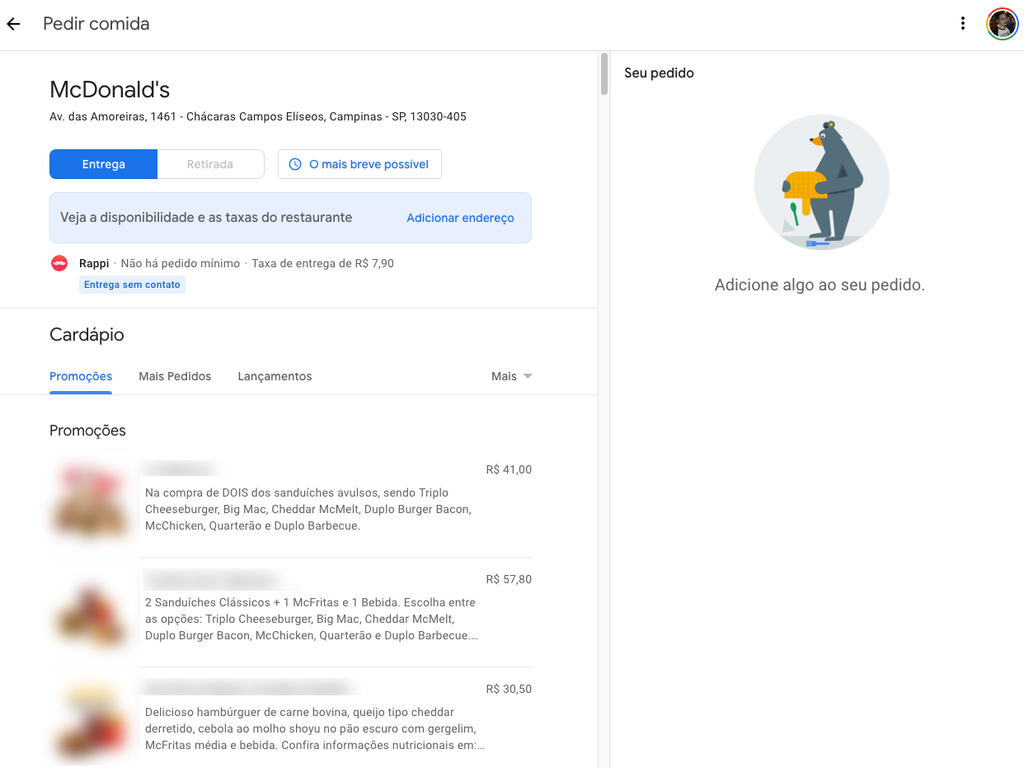 Pedir comida
McDonald's
Av. das Amoreiras, 1461 - Chácaras Campos Elíseos, Campinas - SP, 13030-405
Entrega
Retirada
O mais breve possível
Veja a disponibilidade e as taxas do restaurante
Adicionar endereço
Rappi · Não há pedido mínimo · Taxa de entrega de R$ 7,90
Entrega sem contato
Cardápio
Promoções
Mais Pedidos
Lançamentos
Mais
Promoções
R$ 41,00
Na compra de DOIS dos sanduíches avulsos, sendo Triplo
Cheeseburger, Big Mac, Cheddar McMelt, Duplo Burger Bacon,
McChicken, Quarterão e Duplo Barbecue.
R$ 57,80
2 Sanduíches Clássicos + 1 McFritas e 1 Bebida. Escolha entre
as opções: Triplo Cheeseburger, Big Mac, Cheddar McMelt,
Duplo Burger Bacon, McChicken, Quarterão e Duplo Barbecue.…
R$ 30,50
Delicioso hambúrguer de carne bovina, queijo tipo cheddar
derretido, cebola ao molho shoyu no pão escuro com gergelim,
McFritas média e bebida. Confira informações nutricionais em:…
Seu pedido
Adicione algo ao seu pedido.